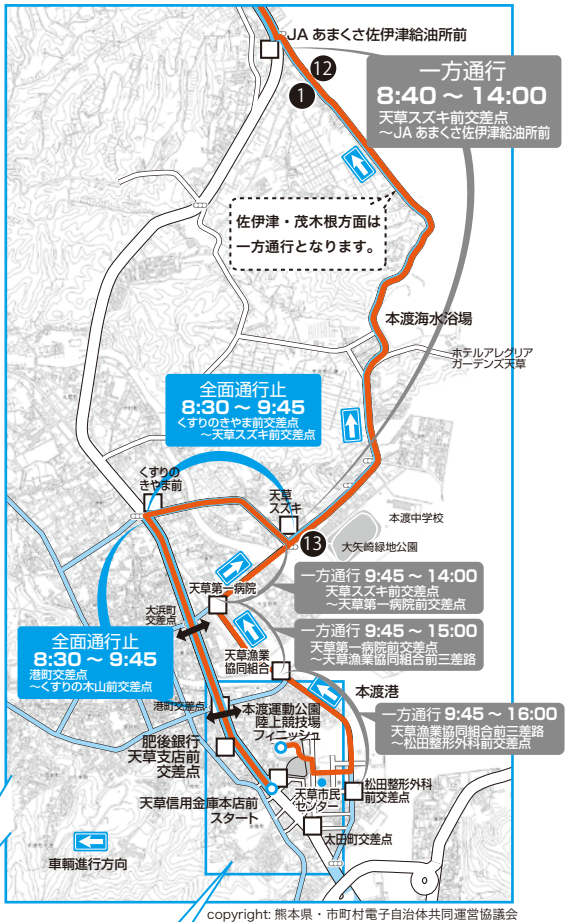 JA あまくさ佐伊津給油所前
⓬
❶
一方通行
8:40 ～ 14:00
天草スズキ前交差点
～JA あまくさ佐伊津給油所前
佐伊津・茂木根方面は
一方通行となります。
本渡海水浴場
ホテルアレグリア
ガーデンズ天草
全面通行止
8:30 ～ 9:45
くすりのきやま前交差点
～天草スズキ前交差点
くすりの
きやま前
天草
スズキ
本渡中学校
⓭
大矢崎緑地公園
一方通行 9:45 ～ 14:00
天草スズキ前交差点
～天草第一病院前交差点
天草第一病院
大浜町
交差点
一方通行 9:45 ～ 15:00
天草第一病院前交差点
～天草漁業協同組合前三差路
全面通行止
8:30 ～ 9:45
港町交差点
～くすりの木山前交差点
天草漁業
協同組合
本渡港
港町交差点
本渡運動公園
陸上競技場
フィニッシュ
一方通行 9:45 ～ 16:00
天草漁業協同組合前三差路
～松田整形外科前交差点
肥後銀行
天草支店前
交差点
天草信用金庫本店前
スタート
天草市民
センター
松田整形外科
前交差点
太田町交差点
車輌進行方向
copyright: 熊本県・市町村電子自治体共同運営協議会